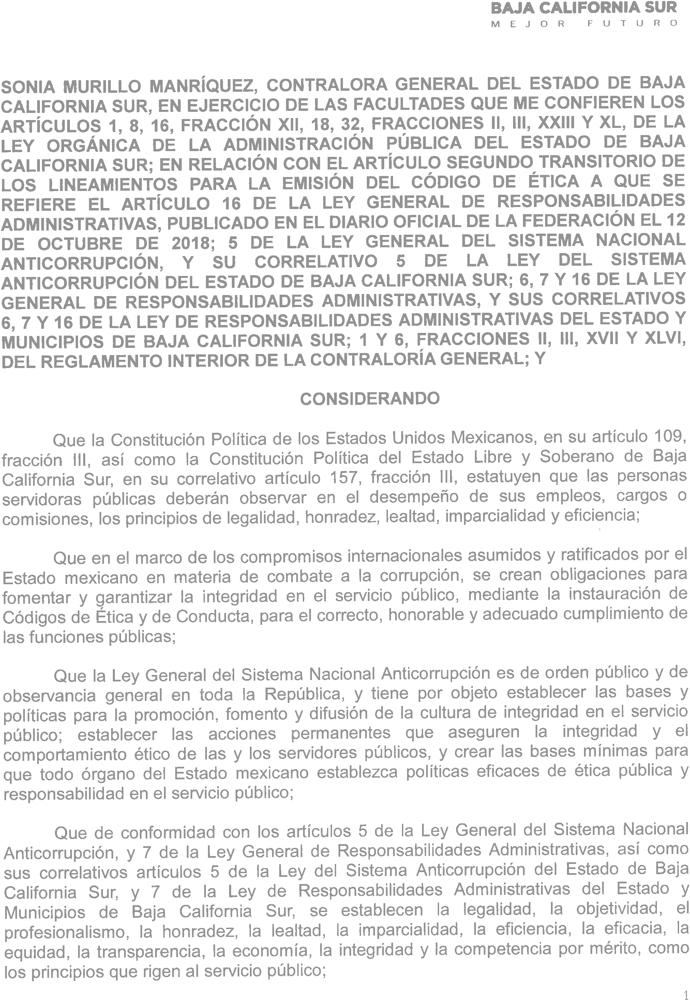 BAJA CALIFORNIA SUR
MEJOR FUTURO
SONIA MURILLO MANRÍQUEZ, CONTRALORA GENERAL DEL ESTADO DE BAJA
CALIFORNIA SUR, EN EJERCICIO DE LAS FACULTADES QUE ME CONFIEREN LOS
ARTÍCULOS 1, 8, 16, FRACCIÓN XII, 18, 32, FRACCIONES II, III, XXIII Y XL, DE LA
LEY ORGÁNICA DE LA ADMINISTRACIÓN PÚBLICA DEL ESTADO DE BAJA
CALIFORNIA SUR; EN RELACIÓN CON EL ARTÍCULO SEGUNDO TRANSITORIO DE
LOS LINEAMIENTOS PARA LA EMISIÓN DEL CÓDIGO DE ÉTICA A QUE SE
REFIERE EL ARTÍCULO 16 DE LA LEY GENERAL DE RESPONSABILIDADES
ADMINISTRATIVAS, PUBLICADO EN EL DIARIO OFICIAL DE LA FEDERACIÓN EL 12
DE OCTUBRE DE 2018; 5 DE LA LEY GENERAL DEL SISTEMA NACIONAL
ANTICORRUPCIÓN, Y SU CORRELATIVO 5 DE LA LEY DEL SISTEMA
ANTICORRUPCIÓN DEL ESTADO DE BAJA CALIFORNIA SUR; 6, 7 Y 16 DE LA LEY
GENERAL DE RESPONSABILIDADES ADMINISTRATIVAS, Y SUS CORRELATIVOS
6, 7 Y 16 DE LA LEY DE RESPONSABILIDADES ADMINISTRATIVAS DEL ESTADO Y
MUNICIPIOS DE BAJA CALIFORNIA SUR; 1 Y 6, FRACCIONES II, III, XVII Y XLVI,
DEL REGLAMENTO INTERIOR DE LA CONTRALORÍA GENERAL; Y
CONSIDERANDO
Que la Constitución Política de los Estados Unidos Mexicanos, en su artículo 109,
fracción III, así como la Constitución Política del Estado Libre y Soberano de Baja
California Sur, en su correlativo artículo 157, fracción III, estatuyen que las personas
servidoras públicas deberán observar en el desempeño de sus empleos, cargos o
comisiones, los principios de legalidad, honradez, lealtad, imparcialidad y eficiencia;
Que en el marco de los compromisos internacionales asumidos y ratificados por el
Estado mexicano en materia de combate a la corrupción, se crean obligaciones para
fomentar y garantizar la integridad en el servicio público, mediante la instauración de
Códigos de Ética y de Conducta, para el correcto, honorable y adecuado cumplimiento de
las funciones públicas;
Que la Ley General del Sistema Nacional Anticorrupción es de orden público y de
observancia general en toda la República, y tiene por objeto establecer las bases y
políticas para la promoción, fomento y difusión de la cultura de integridad en el servicio
público; establecer las acciones permanentes que aseguren la integridad y el
comportamiento ético de las y los servidores públicos, y crear las bases mínimas para
que todo órgano del Estado mexicano establezca políticas eficaces de ética pública y
responsabilidad en el servicio público;
Que de conformidad con los artículos 5 de la Ley General del Sistema Nacional
Anticorrupción, y 7 de la Ley General de Responsabilidades Administrativas, así como
sus correlativos artículos 5 de la Ley del Sistema Anticorrupción del Estado de Baja
California Sur, y 7 de la Ley de Responsabilidades Administrativas del Estado y
Municipios de Baja California Sur, se establecen la legalidad, la objetividad, el
profesionalismo, la honradez, la lealtad, la imparcialidad, la eficiencia, la eficacia, la
equidad, la transparencia, la economía, la integridad y la competencia por mérito, como
los principios que rigen al servicio público;
1